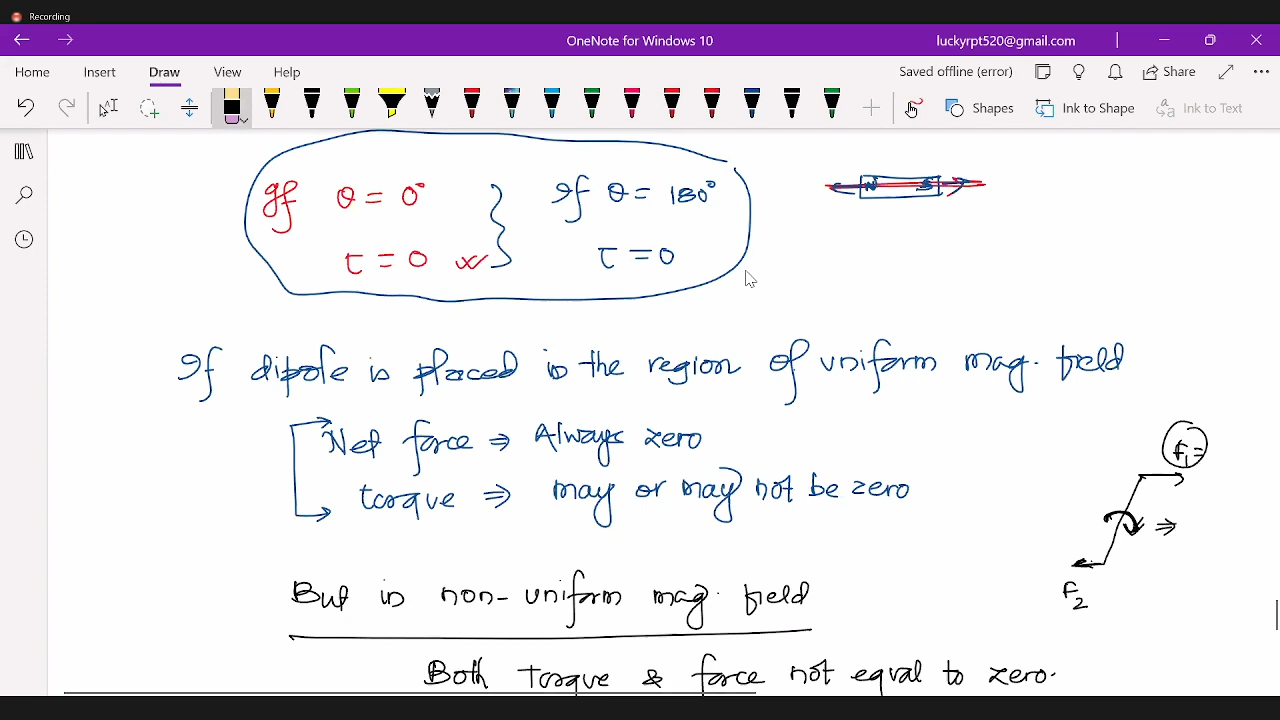 Recording
OneNote for Windows 10
luckyrpt520@gmail.com
Home Insert Draw View Help
Saved offline (error)
Share
Shapes
Ink to Shape
Ink to Text
If θ = 0° If θ = 180°
τ = 0 τ = 0
N S
If dipole is placed in the region of uniform mag. field
Net force ⇒ Always zero
torque ⇒ may or may not be zero
F1 =
⇒
F2
But in non-uniform mag. field
Both Torque & force not equal to zero.